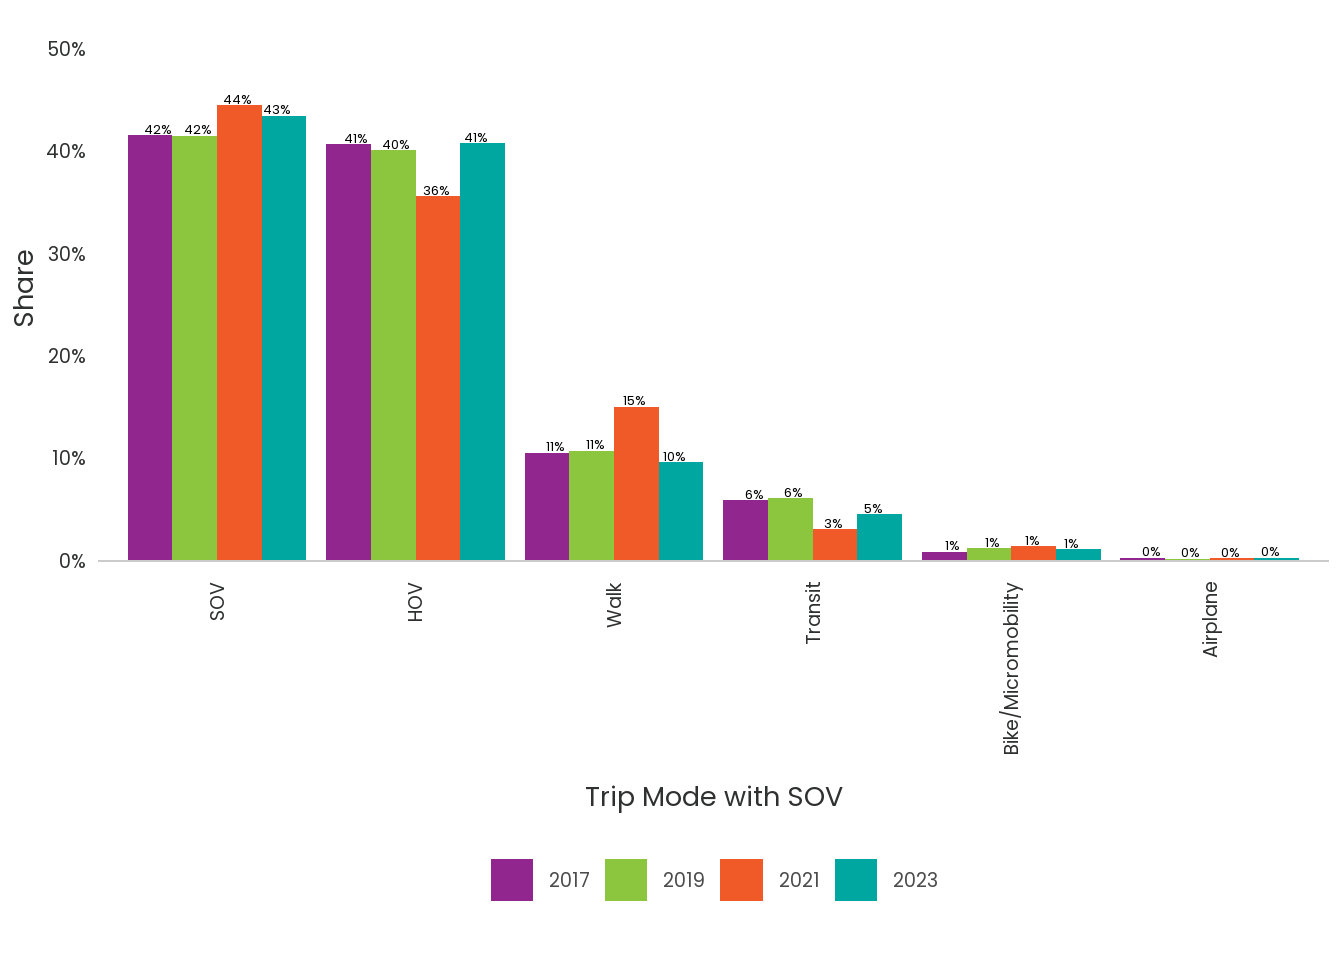 50%
40%
30%
20%
10%
0%
Share
42% 42% 44% 43%
41% 40% 36% 41%
11% 11% 15% 10%
6% 6% 3% 5%
1% 1% 1% 1%
0% 0% 0% 0%
SOV
HOV
Walk
Transit
Bike/Micromobility
Airplane
Trip Mode with SOV
2017 2019 2021 2023